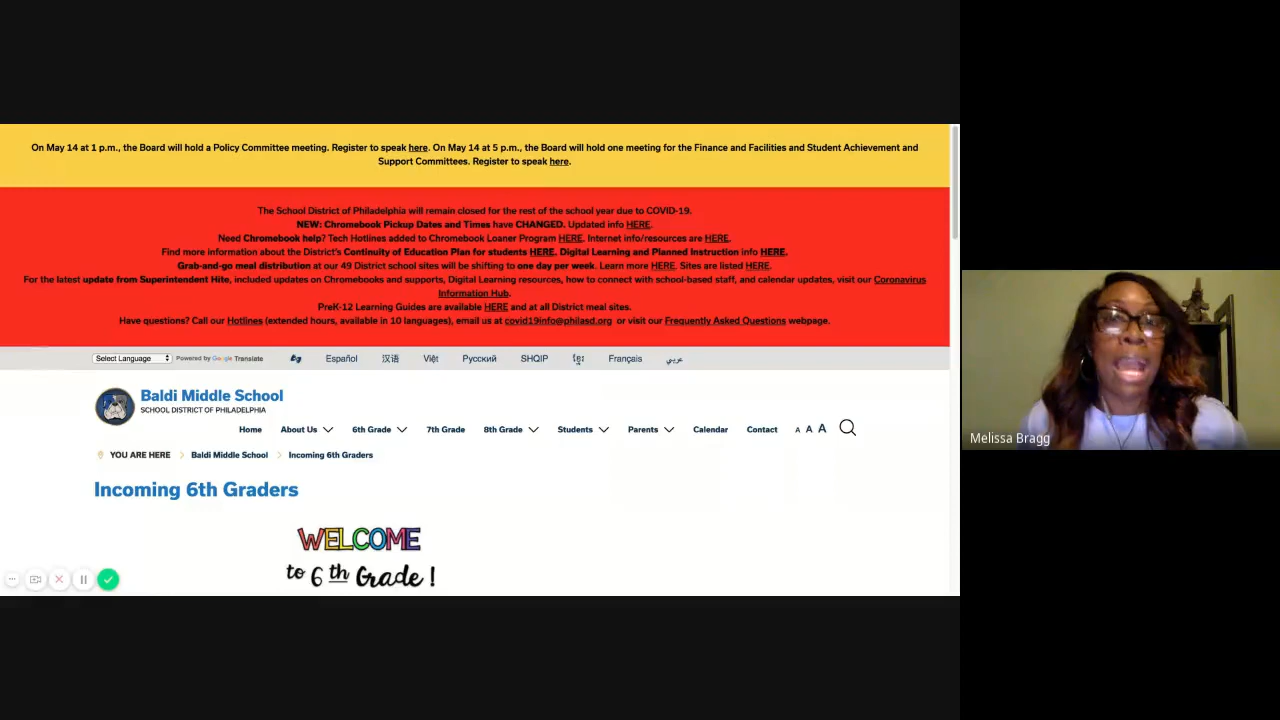 On May 14 at 1 p.m., the Board will hold a Policy Committee meeting. Register to speak here. On May 14 at 5 p.m., the Board will hold one meeting for the Finance and Facilities and Student Achievement and
Support Committees. Register to speak here.
The School District of Philadelphia will remain closed for the rest of the school year due to COVID-19.
NEW: Chromebook Pickup Dates and Times have CHANGED. Updated info HERE.
Need Chromebook help? Tech Hotlines added to Chromebook Loaner Program HERE. Internet info/resources are HERE.
Find more information about the District's Continuity of Education Plan for students HERE. Digital Learning and Planned Instruction info HERE.
Grab-and-go meal distribution at our 49 District school sites will be shifting to one day per week. Learn more HERE. Sites are listed HERE.
For the latest update from Superintendent Hite, included updates on Chromebooks and supports, Digital Learning resources, how to connect with school-based staff, and calendar updates, visit our Coronavirus
Information Hub.
PreK-12 Learning Guides are available HERE and at all District meal sites.
Have questions? Call our Hotlines (extended hours, available in 10 languages), email us at covid19info@philasd.org or visit our Frequently Asked Questions webpage.
Select Language Powered by Google Translate Español 汉语 Việt Русский SHQIP ខ្មែរ Français عربي
Baldi Middle School
SCHOOL DISTRICT OF PHILADELPHIA
Home About Us 6th Grade 7th Grade 8th Grade Students Parents Calendar Contact A A A
YOU ARE HERE Baldi Middle School Incoming 6th Graders
Incoming 6th Graders
WELCOME
to 6th Grade!
Melissa Bragg